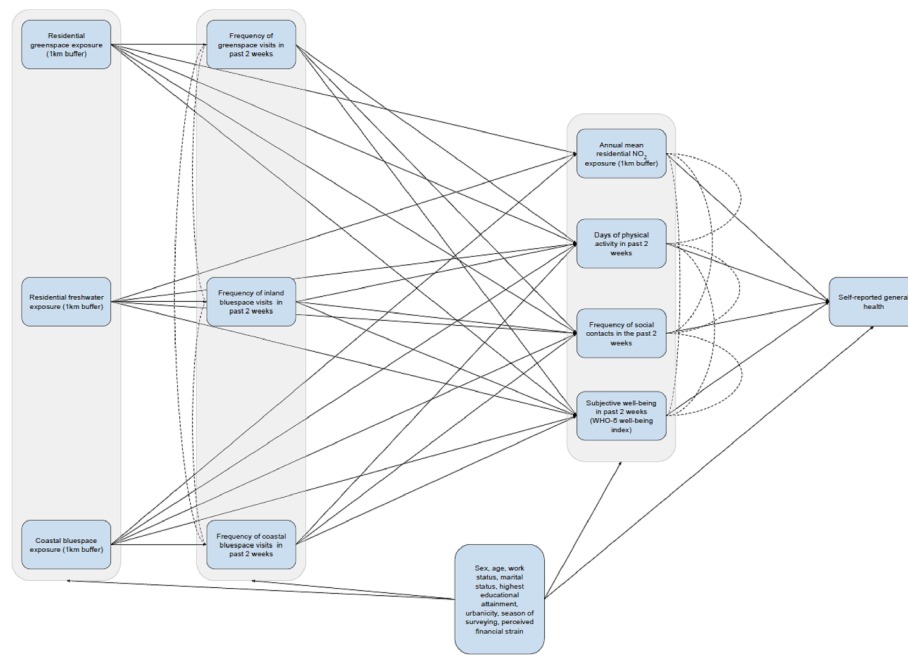 Residential
greenspace exposure
(1km buffer)
Frequency of
greenspace visits in
past 2 weeks
Annual mean
residential NO2
exposure (1km buffer)
Days of physical
activity in past 2
weeks
Residential freshwater
exposure (1km buffer)
Frequency of inland
bluespace visits in
past 2 weeks
Self-reported general
health
Frequency of social
contacts in the past 2
weeks
Subjective well-being
in past 2 weeks
(WHO-5 well-being
index)
Coastal bluespace
exposure (1km buffer)
Frequency of coastal
bluespace visits in
past 2 weeks
Sex, age, work
status, marital
status, highest
educational
attainment,
urbanicity, season of
surveying, perceived
financial strain